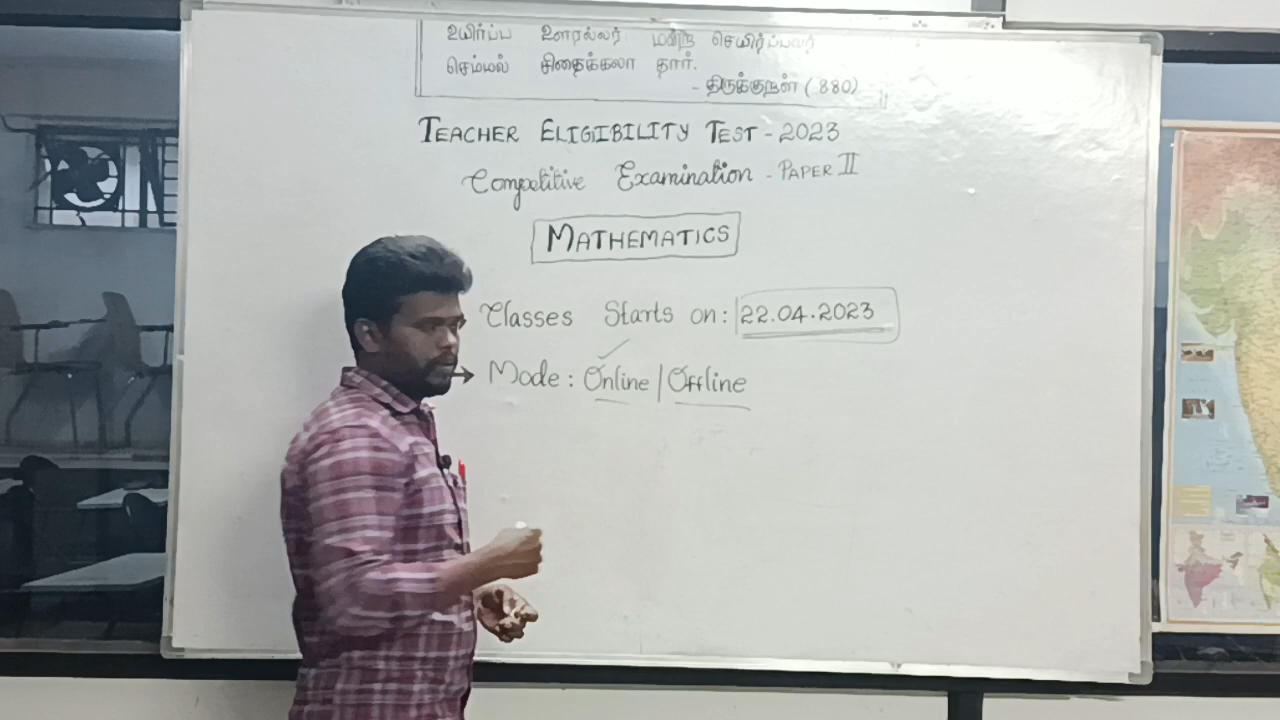 உயிர்ப்ப உளரல்லர் மன்ற செயிர்ப்பவர்
செம்மல் சிதைக்கலா தார்.
- திருக்குறள் (880)
TEACHER ELIGIBILITY TEST - 2023
Competitive Examination - PAPER II
MATHEMATICS
Classes Starts on: 22.04.2023
→ Mode: Online | Offline